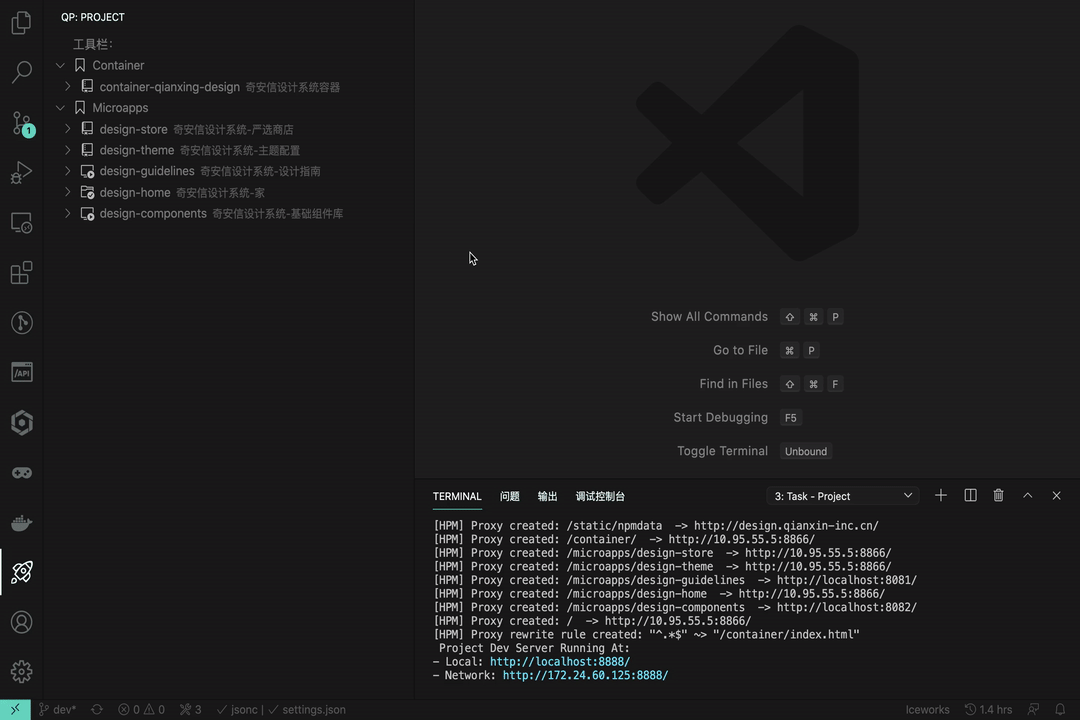 QP: PROJECT
工具栏：
Container
container-qianxing-design 奇安信设计系统容器
Microapps
design-store 奇安信设计系统-严选商店
design-theme 奇安信设计系统-主题配置
design-guidelines 奇安信设计系统-设计指南
design-home 奇安信设计系统-家
design-components 奇安信设计系统-基础组件库
1
/API
Show All Commands ⇧ ⌘ P
Go to File ⌘ P
Find in Files ⇧ ⌘ F
Start Debugging F5
Toggle Terminal Unbound
TERMINAL 问题 输出 调试控制台 3: Task - Project
[HPM] Proxy created: /static/npmdata  -> http://design.qianxin-inc.cn/
[HPM] Proxy created: /container/  -> http://10.95.55.5:8866/
[HPM] Proxy created: /microapps/design-store  -> http://10.95.55.5:8866/
[HPM] Proxy created: /microapps/design-theme  -> http://10.95.55.5:8866/
[HPM] Proxy created: /microapps/design-guidelines  -> http://localhost:8081/
[HPM] Proxy created: /microapps/design-home  -> http://10.95.55.5:8866/
[HPM] Proxy created: /microapps/design-components  -> http://localhost:8082/
[HPM] Proxy created: /  -> http://10.95.55.5:8866/
[HPM] Proxy rewrite rule created: "^.*$" ~> "/container/index.html"
Project Dev Server Running At:
- Local: http://localhost:8888/
- Network: http://172.24.60.125:8888/
dev* 0 0 3 jsonc | settings.json Iceworks 1.4 hrs